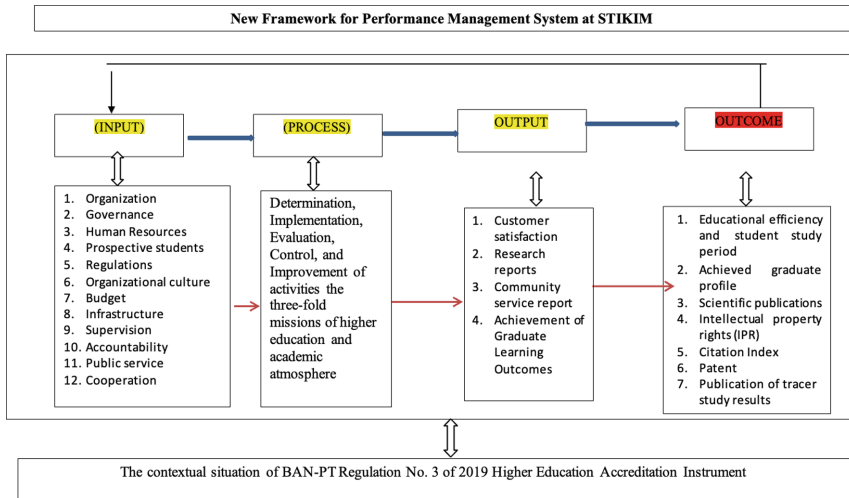 New Framework for Performance Management System at STIKIM
(INPUT)
(PROCESS)
OUTPUT
OUTCOME
1. Organization
2. Governance
3. Human Resources
4. Prospective students
5. Regulations
6. Organizational culture
7. Budget
8. Infrastructure
9. Supervision
10. Accountability
11. Public service
12. Cooperation
Determination,
Implementation,
Evaluation,
Control, and
Improvement of
activities the
three-fold
missions of higher
education and
academic
atmosphere
1. Customer
satisfaction
2. Research
reports
3. Community
service report
4. Achievement of
Graduate
Learning
Outcomes
1. Educational efficiency
and student study
period
2. Achieved graduate
profile
3. Scientific publications
4. Intellectual property
rights (IPR)
5. Citation Index
6. Patent
7. Publication of tracer
study results
The contextual situation of BAN-PT Regulation No. 3 of 2019 Higher Education Accreditation Instrument